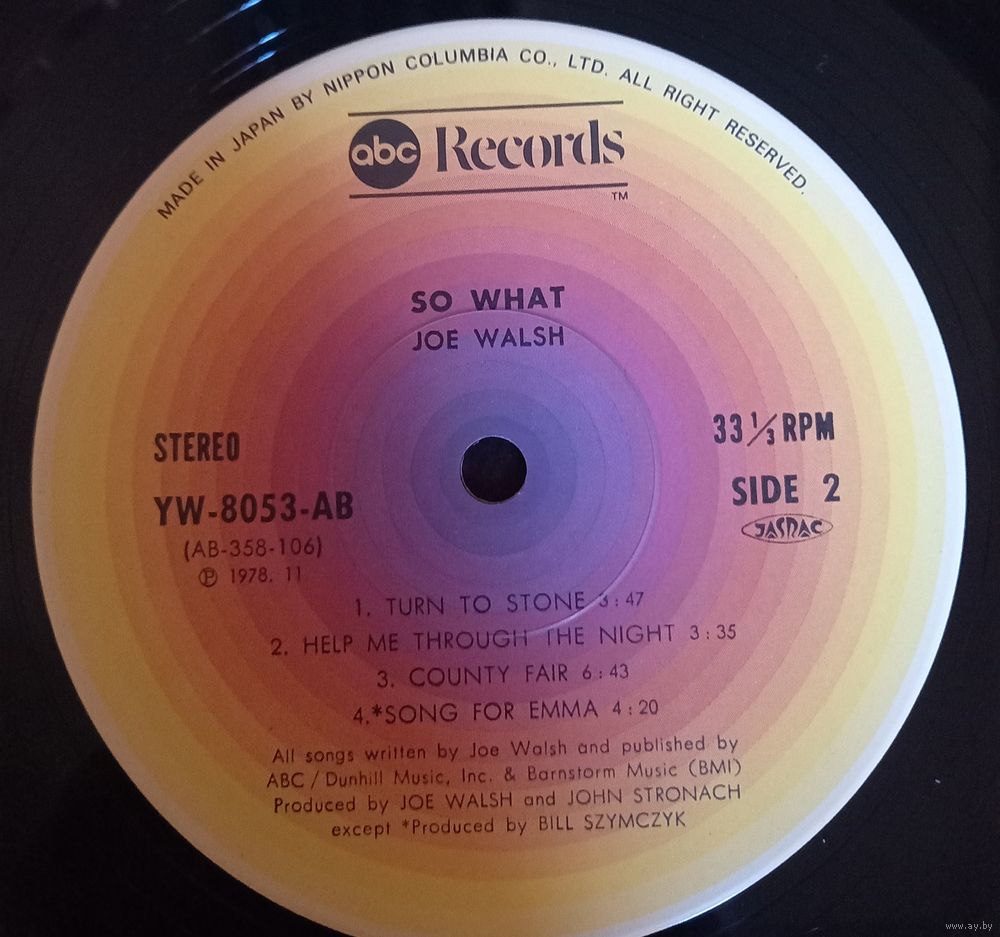 MADE IN JAPAN BY NIPPON COLUMBIA CO., LTD. ALL RIGHT RESERVED.
abc Records
TM
SO WHAT
JOE WALSH
STEREO
33 1/3 RPM
YW-8053-AB
SIDE 2
(AB-358-106)
JASRAC
℗ 1978. 11
1. TURN TO STONE 3:47
2. HELP ME THROUGH THE NIGHT 3:35
3. COUNTY FAIR 6:43
4.*SONG FOR EMMA 4:20
All songs written by Joe Walsh and published by
ABC/Dunhill Music, Inc. & Barnstorm Music (BMI)
Produced by JOE WALSH and JOHN STRONACH
except *Produced by BILL SZYMCZYK
www.ay.by